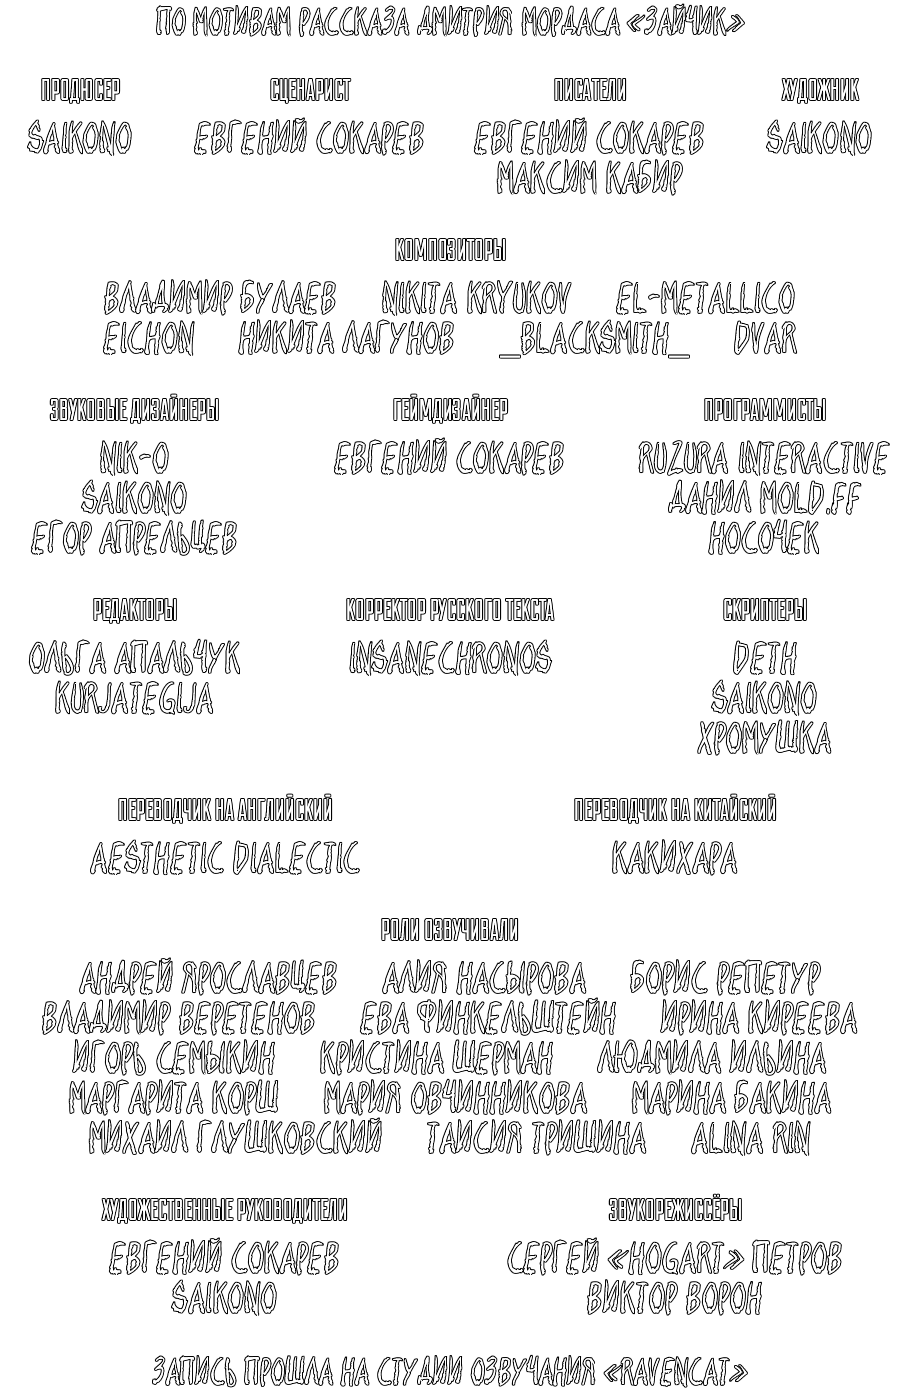 ПО МОТИВАМ РАССКАЗА ДМИТРИЯ МОРДАСА «ЗАЙЧИК»
ПРОДЮСЕР СЦЕНАРИСТ ПИСАТЕЛИ ХУДОЖНИК
SAIKONO ЕВГЕНИЙ СОКАРЕВ ЕВГЕНИЙ СОКАРЕВ SAIKONO
МАКСИМ КАБИР
КОМПОЗИТОРЫ
ВЛАДИМИР БУЛАЕВ NIKITA KRYUKOV EL-METALLICO
EICHON НИКИТА ЛАГУНОВ _BLACKSMITH_ DVAR
ЗВУКОВЫЕ ДИЗАЙНЕРЫ ГЕЙМДИЗАЙНЕР ПРОГРАММИСТЫ
NIK-O ЕВГЕНИЙ СОКАРЕВ RUZURA INTERACTIVE
SAIKONO ДАНИЛ MOLD.FF
ЕГОР АПРЕЛЬЦЕВ НОСОЧЕК
РЕДАКТОРЫ КОРРЕКТОР РУССКОГО ТЕКСТА СКРИПТЕРЫ
ОЛЬГА АПАЛЬЧУК INSANECHRONOS DETH
KURJATEGIJA SAIKONO
ХРОМУШКА
ПЕРЕВОДЧИК НА АНГЛИЙСКИЙ ПЕРЕВОДЧИК НА КИТАЙСКИЙ
AESTHETIC DIALECTIC КАКИХАРА
РОЛИ ОЗВУЧИВАЛИ
АНДРЕЙ ЯРОСЛАВЦЕВ АЛИЯ НАСЫРОВА БОРИС РЕПЕТУР
ВЛАДИМИР ВЕРЕТЕНОВ ЕВА ФИНКЕЛЬШТЕЙН ИРИНА КИРЕЕВА
ИГОРЬ СЕМЫКИН КРИСТИНА ШЕРМАН ЛЮДМИЛА ИЛЬИНА
МАРГАРИТА КОРШ МАРИЯ ОВЧИННИКОВА МАРИНА БАКИНА
МИХАИЛ ГЛУШКОВСКИЙ ТАИСИЯ ТРИШИНА ALINA RIN
ХУДОЖЕСТВЕННЫЕ РУКОВОДИТЕЛИ ЗВУКОРЕЖИССЁРЫ
ЕВГЕНИЙ СОКАРЕВ СЕРГЕЙ «HOGART» ПЕТРОВ
SAIKONO ВИКТОР ВОРОН
ЗАПИСЬ ПРОШЛА НА СТУДИИ ОЗВУЧАНИЯ «RAVENCAT»